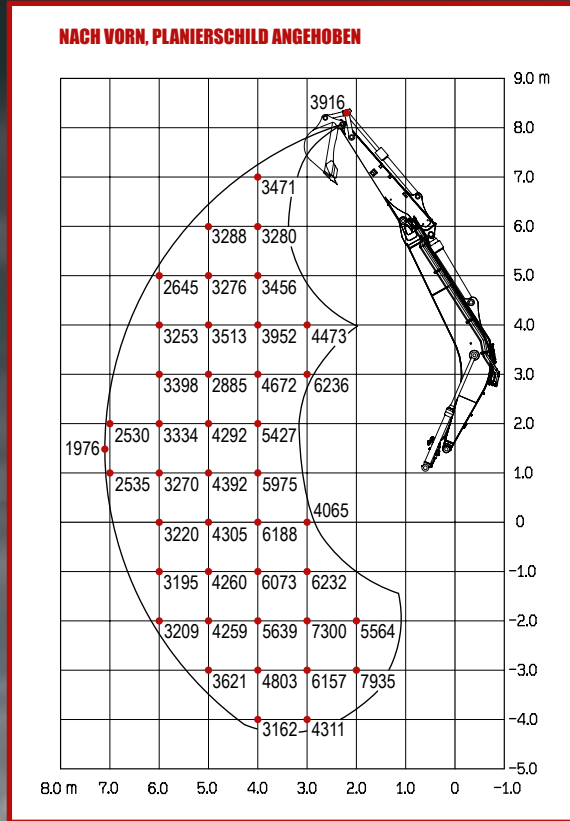 NACH VORN, PLANIERSCHILD ANGEHOBEN
9.0 m
3916
8.0
7.0
3471
6.0
3288 3280
5.0
2645 3276 3456
4.0
3253 3513 3952 4473
3.0
3398 2885 4672 6236
2.0
2530 3334 4292 5427
1976
1.0
2535 3270 4392 5975
4065
0
3220 4305 6188
-1.0
3195 4260 6073 6232
-2.0
3209 4259 5639 7300 5564
-3.0
3621 4803 6157 7935
-4.0
3162 4311
-5.0
8.0 m 7.0 6.0 5.0 4.0 3.0 2.0 1.0 0 -1.0